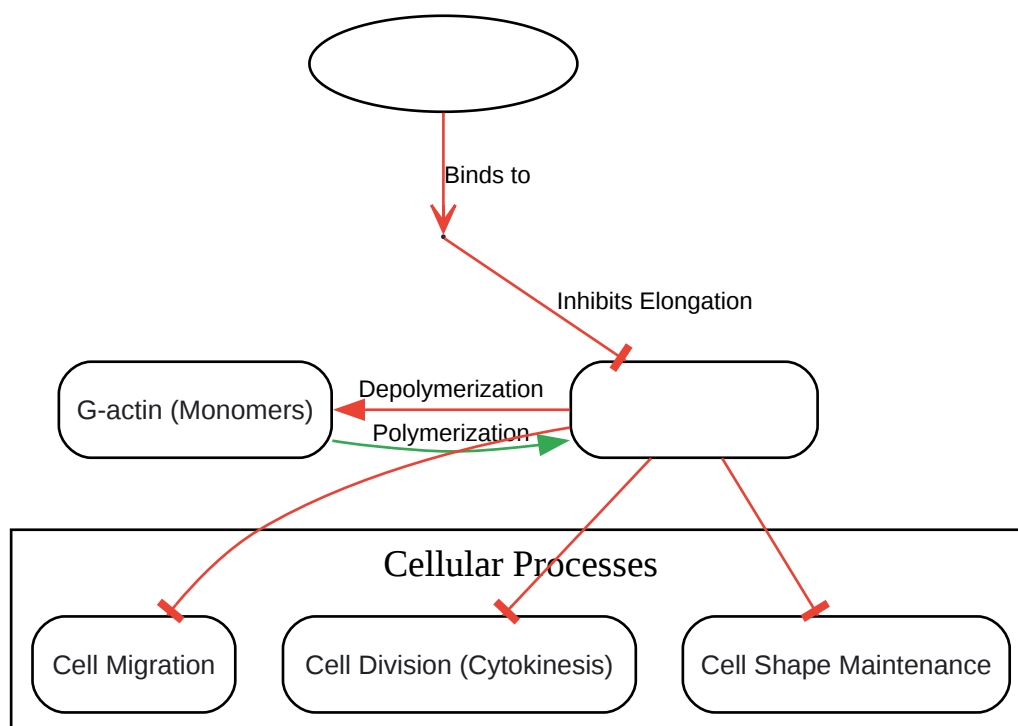 Binds to
Inhibits Elongation
Depolymerization
G-actin (Monomers)
Polymerization
Cellular Processes
Cell Migration
Cell Division (Cytokinesis)
Cell Shape Maintenance